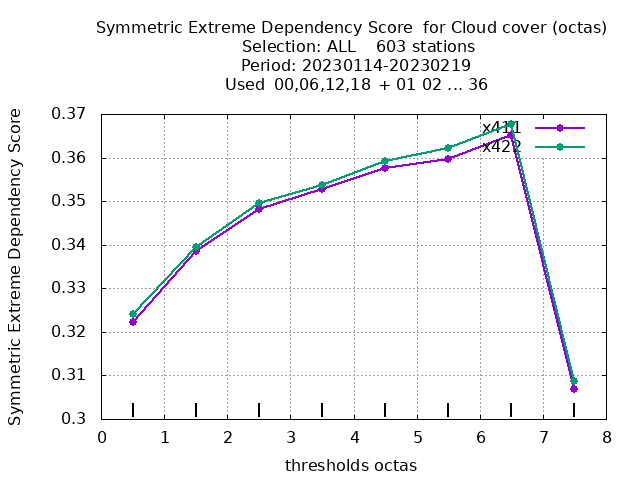 Symmetric Extreme Dependency Score for Cloud cover (octas)
Selection: ALL 603 stations
Period: 20230114-20230219
Used 00,06,12,18 + 01 02 ... 36
Symmetric Extreme Dependency Score
0.37
0.36
0.35
0.34
0.33
0.32
0.31
0.3
x411
x422
0 1 2 3 4 5 6 7 8
thresholds octas